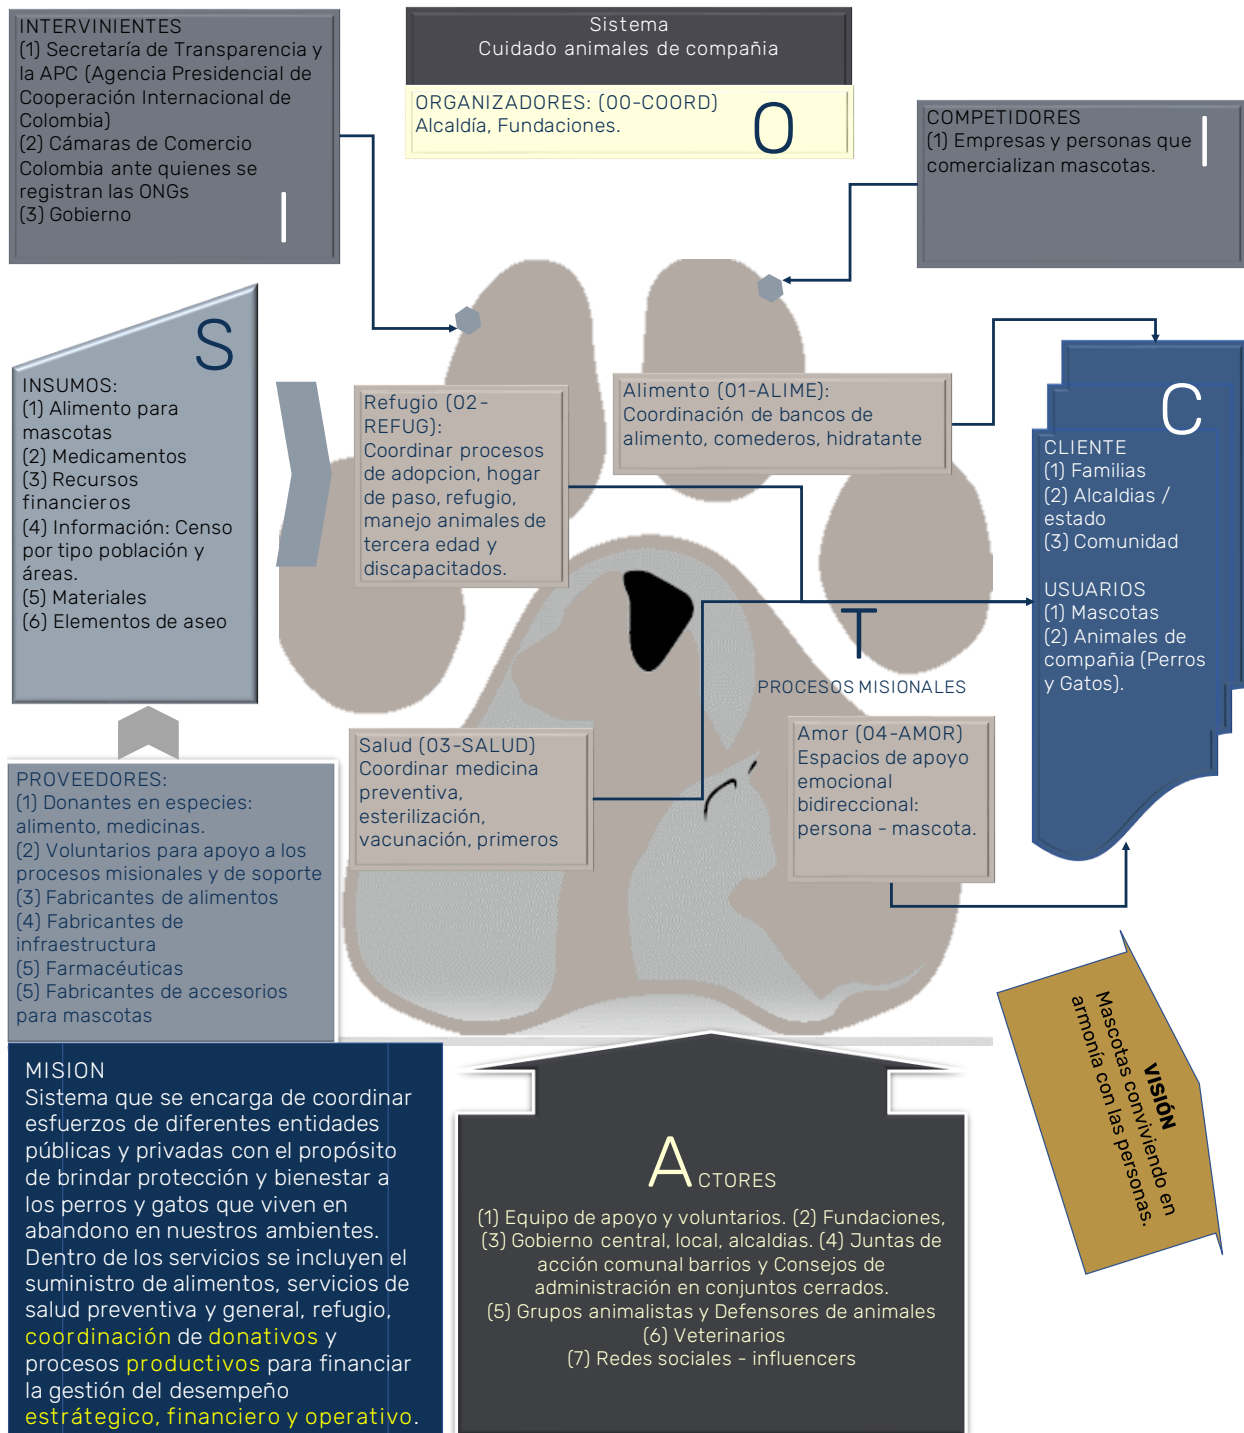 INTERVINIENTES
(1) Secretaría de Transparencia y
la APC (Agencia Presidencial de
Cooperación Internacional de
Colombia)
(2) Cámaras de Comercio
Colombia ante quienes se
registran las ONGs
(3) Gobierno
I
Sistema
Cuidado animales de compañia
ORGANIZADORES: (00-COORD)
Alcaldía, Fundaciones.
O
COMPETIDORES
(1) Empresas y personas que
comercializan mascotas.
I
S
INSUMOS:
(1) Alimento para
mascotas
(2) Medicamentos
(3) Recursos
financieros
(4) Información: Censo
por tipo población y
áreas.
(5) Materiales
(6) Elementos de aseo
Refugio (02-
REFUG):
Coordinar procesos
de adopcion, hogar
de paso, refugio,
manejo animales de
tercera edad y
discapacitados.
Alimento (01-ALIME):
Coordinación de bancos de
alimento, comederos, hidratante
C
CLIENTE
(1) Familias
(2) Alcaldias /
estado
(3) Comunidad
USUARIOS
(1) Mascotas
(2) Animales de
compañia (Perros
y Gatos).
PROCESOS MISIONALES
Salud (03-SALUD)
Coordinar medicina
preventiva,
esterilización,
vacunación, primeros
Amor (04-AMOR)
Espacios de apoyo
emocional
bidireccional:
persona - mascota.
PROVEEDORES:
(1) Donantes en especies:
alimento, medicinas.
(2) Voluntarios para apoyo a los
procesos misionales y de soporte
(3) Fabricantes de alimentos
(4) Fabricantes de
infraestructura
(5) Farmacéuticas
(5) Fabricantes de accesorios
para mascotas
VISIÓN
Mascotas conviviendo en
armonía con las personas.
MISION
Sistema que se encarga de coordinar
esfuerzos de diferentes entidades
públicas y privadas con el propósito
de brindar protección y bienestar a
los perros y gatos que viven en
abandono en nuestros ambientes.
Dentro de los servicios se incluyen el
suministro de alimentos, servicios de
salud preventiva y general, refugio,
coordinación de donativos y
procesos productivos para financiar
la gestión del desempeño
estrátegico, financiero y operativo.
ACTORES
(1) Equipo de apoyo y voluntarios. (2) Fundaciones,
(3) Gobierno central, local, alcaldias. (4) Juntas de
acción comunal barrios y Consejos de
administración en conjuntos cerrados.
(5) Grupos animalistas y Defensores de animales
(6) Veterinarios
(7) Redes sociales - influencers